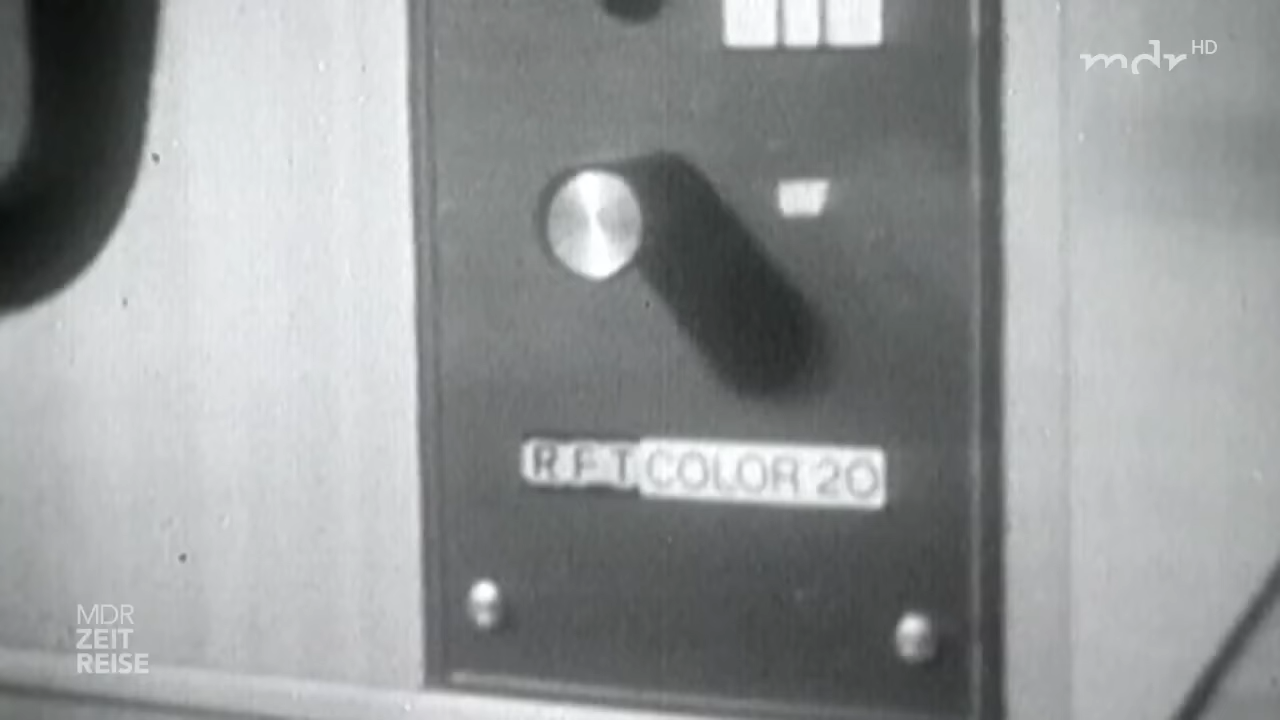 mdr HD
RFT COLOR 20
MDR
ZEIT
REISE